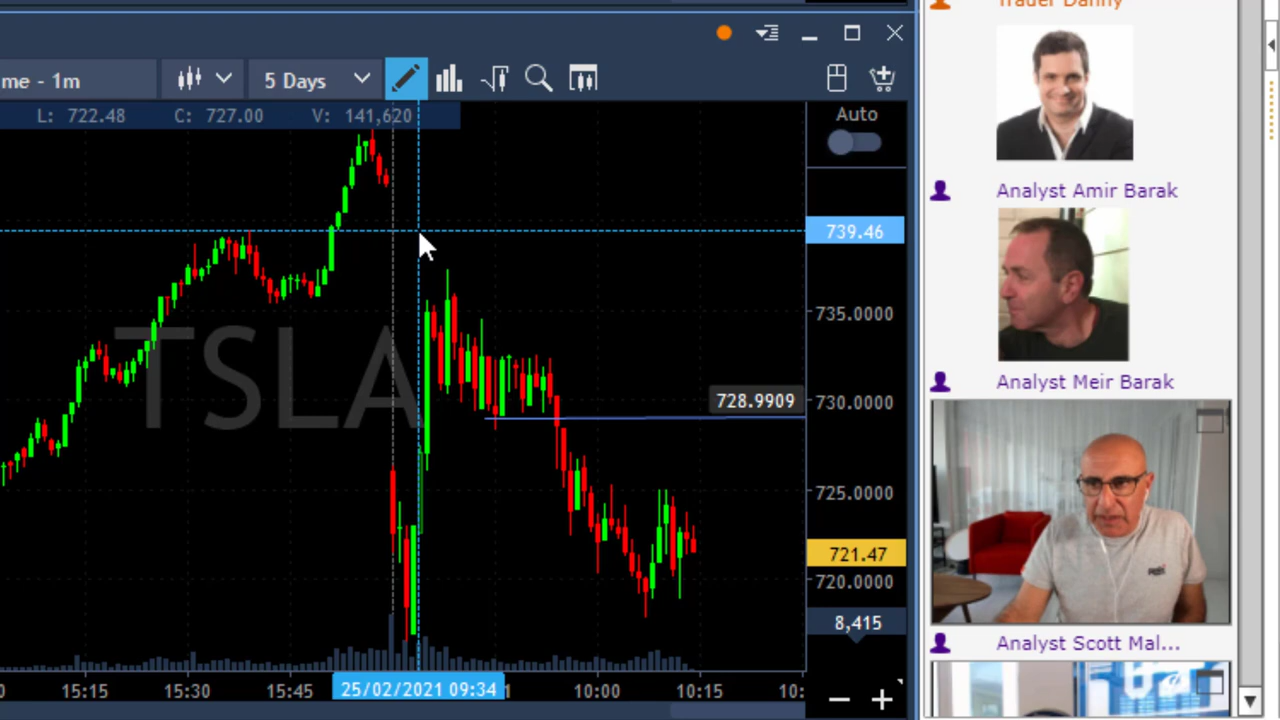 Trader Danny
me - 1m
5 Days
L: 722.48 C: 727.00 V: 141,620
Auto
Analyst Amir Barak
739.46
TSLA
735.0000
Analyst Meir Barak
728.9909
730.0000
725.0000
721.47
720.0000
8,415
Analyst Scott Mal...
0 15:15 15:30 15:45 25/02/2021 09:34 10:00 10:15 10: